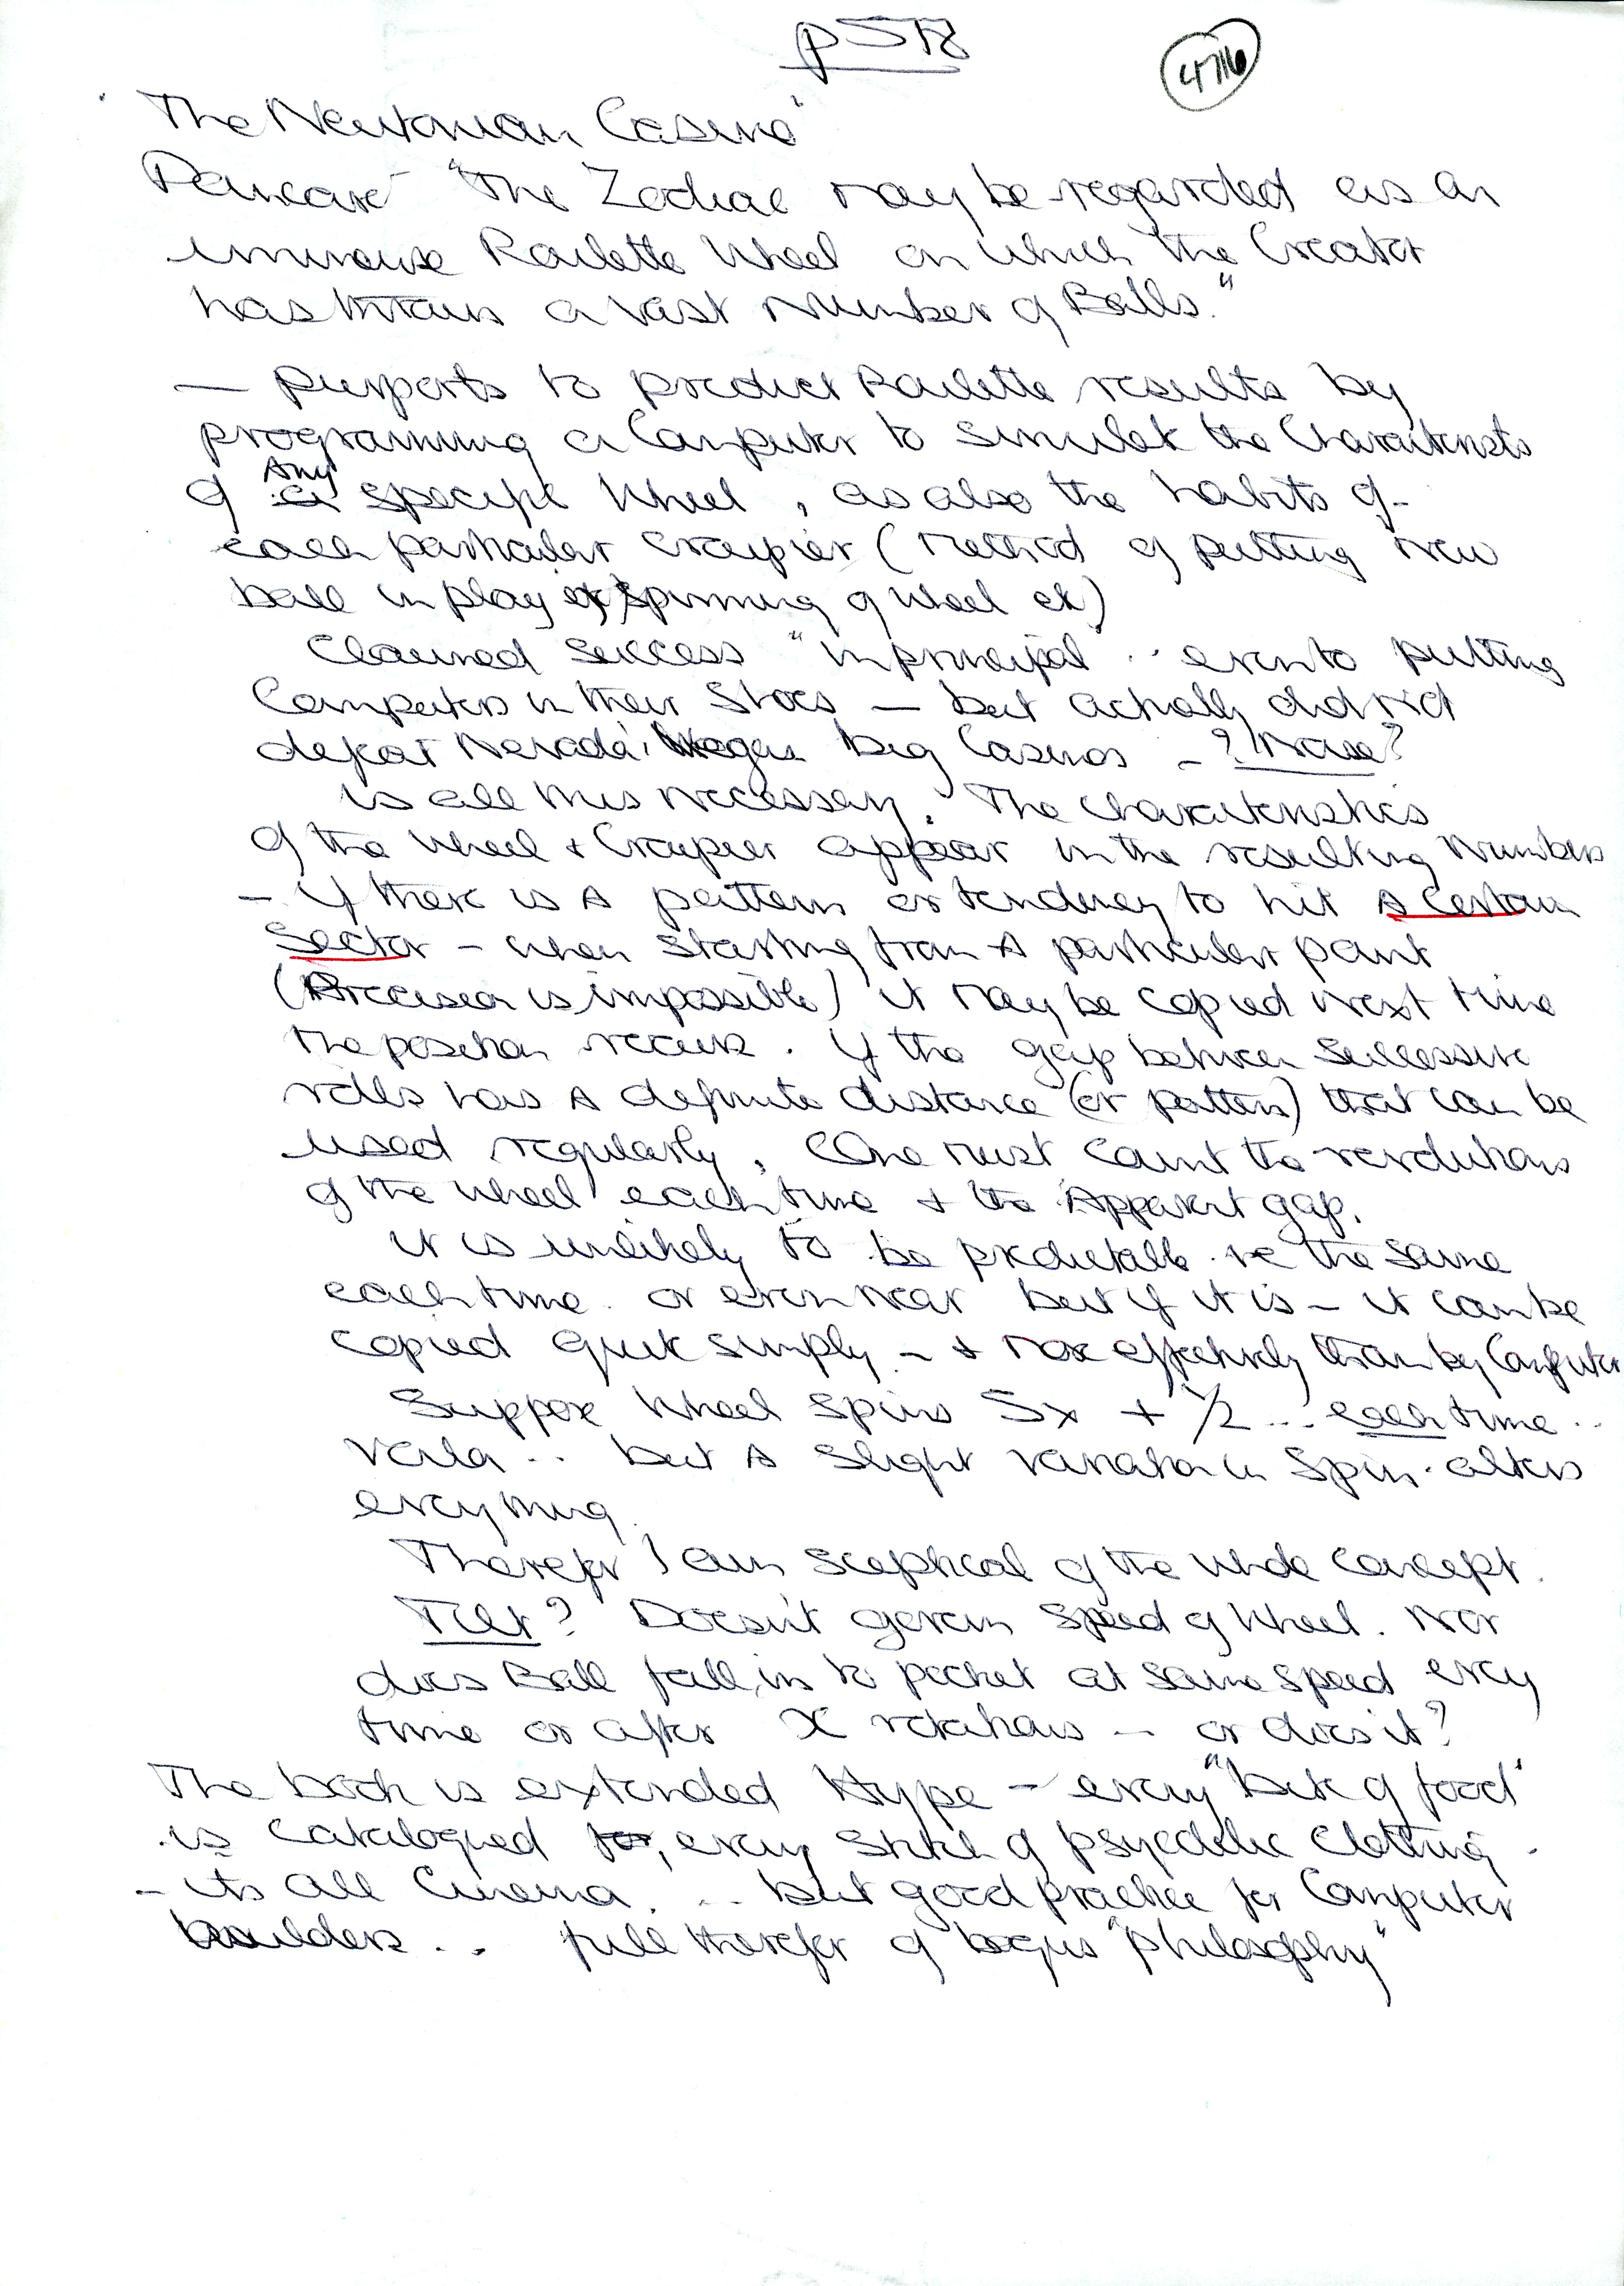 4716
"The Newtonian Casino"
Poincaré "The Zodiac may be regarded as an
immense Roulette Wheel on which the Creator
has thrown a vast Number of Balls."
— purports to predict Roulette results by
programming a Computer to simulate the Characterists
of Any specific Wheel, as also the habits of
each particular Croupier (Method of putting new
ball in play spinning of wheel etc)
Claimed success "in principal" .. even to putting
Computers in their Shoes — but actually did not
defeat Nevada, big Casinos - ?
is all this necessary. The Characteristics
of the Wheel + Croupier appear in the resulting Numbers
- if there is A pattern or tendency to hit A Certain
Sector - when starting from A particular point
(Precision is impossible) it may be copied next time
the position recurs. If the gap between successive
rolls has A definite distance (or pattern) that can be
used regularly, (One must count the revolutions
of the wheel each time + the Apparent gap.
it is unlikely to be predictable ie the same
each time or even near but if it is - it can be
copied quite simply - + more effectively than by Computer
Suppose Wheel spins 5x + 1/2 ... each time ..
Voila .. but A slight variation in spin alters
everything.
Therefor I am sceptical of the whole concept.
Tilt? Doesn't govern speed of Wheel. Nor
does Ball fall into pocket at same speed every
time or after X rotations — or does it?
The book is extended Hype — every "bite of food"
is catalogued, every stitch of psycedelic clothing.
- its all Cinema ... but good practice for Computer
builders .. full therefor of bogus "philosophy"